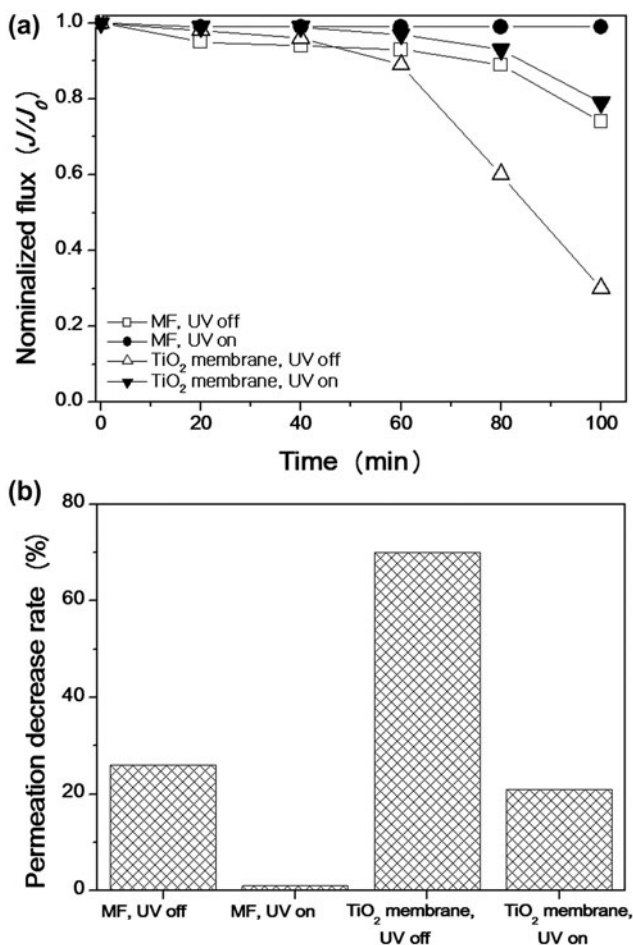 (a)
1.0
0.8
0.6
0.4
0.2
0.0
Nominalized flux (J/J₀)
MF, UV off
MF, UV on
TiO₂ membrane, UV off
TiO₂ membrane, UV on
0 20 40 60 80 100
Time (min)
(b)
80
60
40
20
0
Permeation decrease rate (%)
MF, UV off
MF, UV on
TiO₂ membrane,
UV off
TiO₂ membrane,
UV on